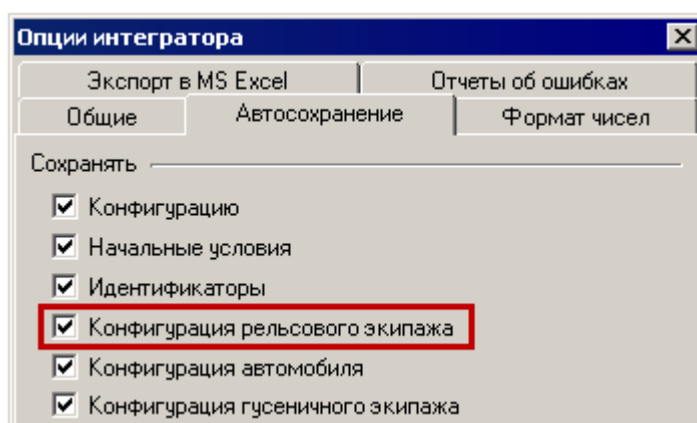 Опции интегратора
Экспорт в MS Excel
Отчеты об ошибках
Общие
Автосохранение
Формат чисел
Сохранять
Конфигурацию
Начальные условия
Идентификаторы
Конфигурация рельсового экипажа
Конфигурация автомобиля
Конфигурация гусеничного экипажа